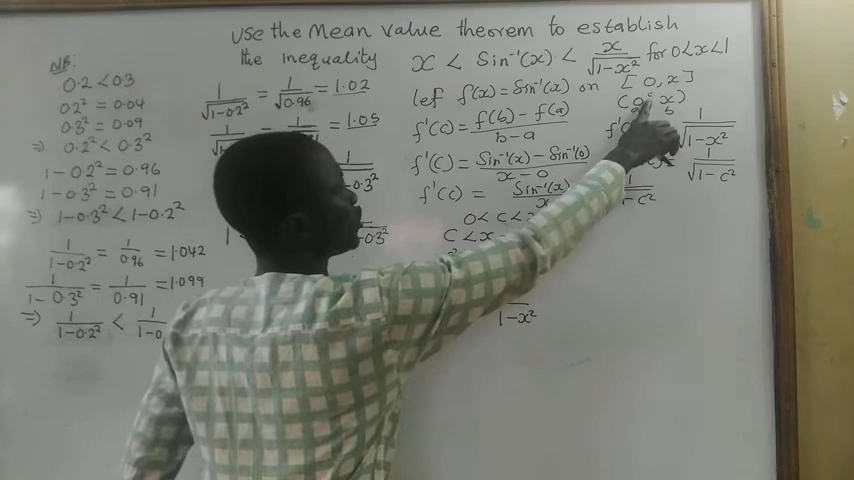 Use the Mean value theorem to establish
the inequality x < Sin⁻¹(x) < x/√(1-x²) for 0<x<1
NB:
0.2 < 0.3
0.2² = 0.04
0.3² = 0.09
⇒ 0.2² < 0.3²
1 - 0.2² = 0.96
1 - 0.3² = 0.91
⇒ 1-0.3² < 1-0.2²
1/(1-0.2²) = 1/0.96 = 1.042
1/(1-0.3²) = 1/0.91 = 1.099
⇒ 1/(1-0.2²) <
1/√(1-0.2²) = 1/√0.96 = 1.02
= 1.05
let f(x) = Sin⁻¹(x) on [0, x]
(0, x)
a b
f'(c) = (f(b) - f(a))/(b-a)
1/√(1-x²)
f'(c) = (Sin⁻¹(x) - Sin⁻¹(0))/(x - 0)
1/√(1-c²)
f'(c) = Sin⁻¹(x)/x
0 < c <
c < x
1-x²